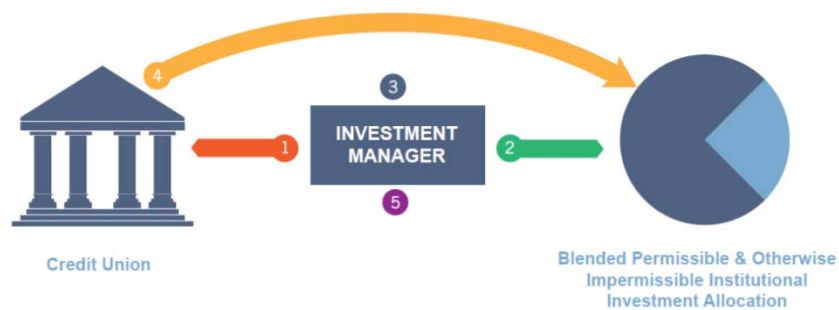 4
3
INVESTMENT
MANAGER
1
2
5
Credit Union
Blended Permissible & Otherwise
Impermissible Institutional
Investment Allocation